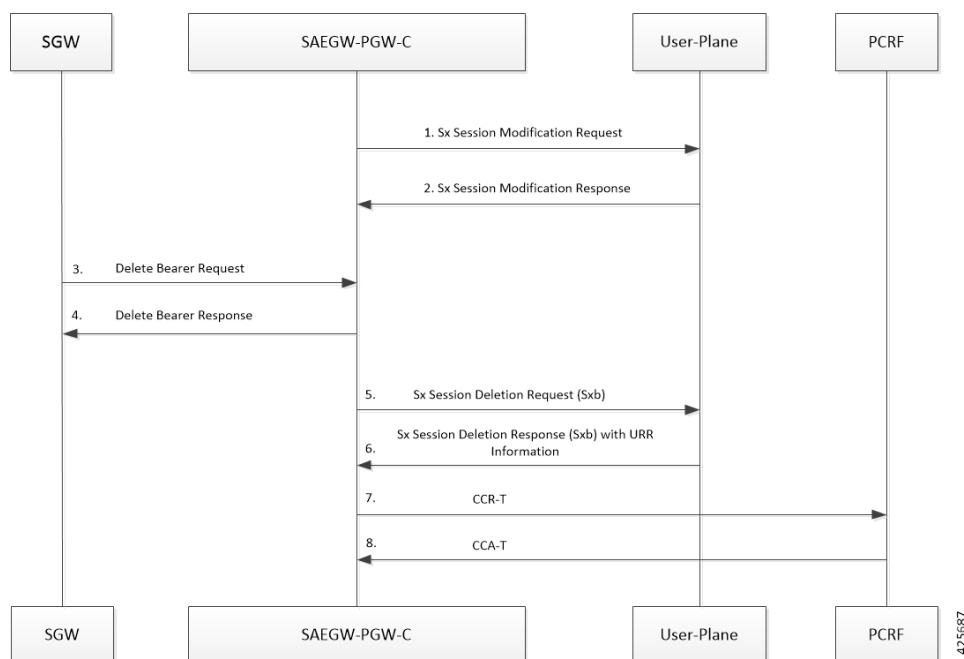 SGW
SAEGW-PGW-C
User-Plane
PCRF
1. Sx Session Modification Request
2. Sx Session Modification Response
3. Delete Bearer Request
4. Delete Bearer Response
5. Sx Session Deletion Request (Sxb)
Sx Session Deletion Response (Sxb) with URR
6. Information
7. CCR-T
8. CCA-T
SGW
SAEGW-PGW-C
User-Plane
PCRF
425687